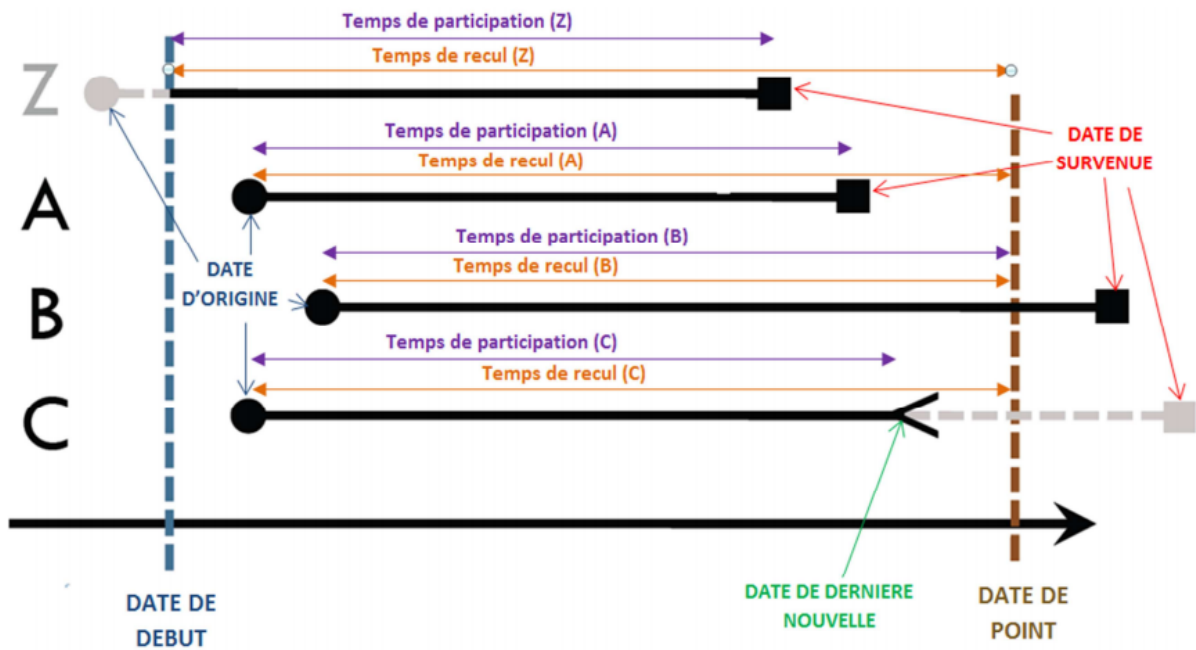 Temps de participation (Z)
Temps de recul (Z)
Z
Temps de participation (A)
DATE DE
SURVENUE
Temps de recul (A)
A
Temps de participation (B)
DATE
D'ORIGINE
Temps de recul (B)
B
Temps de participation (C)
Temps de recul (C)
C
DATE DE
DEBUT
DATE DE DERNIERE
NOUVELLE
DATE DE
POINT